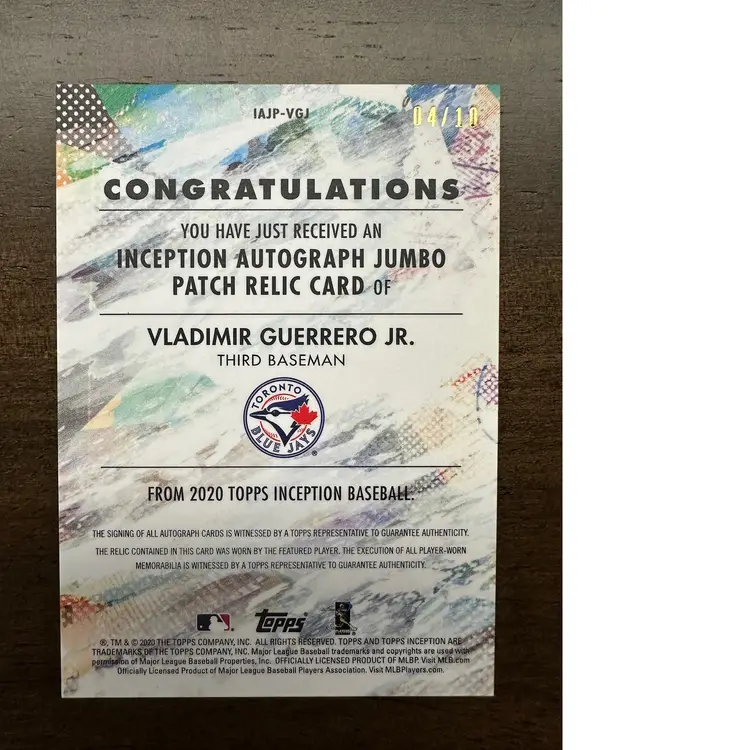 IAJP-VGJ 04/10
CONGRATULATIONS
YOU HAVE JUST RECEIVED AN
INCEPTION AUTOGRAPH JUMBO
PATCH RELIC CARD OF
VLADIMIR GUERRERO JR.
THIRD BASEMAN
TORONTO
BLUE JAYS
FROM 2020 TOPPS INCEPTION BASEBALL.
THE SIGNING OF ALL AUTOGRAPH CARDS IS WITNESSED BY A TOPPS REPRESENTATIVE TO GUARANTEE AUTHENTICITY.
THE RELIC CONTAINED IN THIS CARD WAS WORN BY THE FEATURED PLAYER. THE EXECUTION OF ALL PLAYER-WORN
MEMORABILIA IS WITNESSED BY A TOPPS REPRESENTATIVE TO GUARANTEE AUTHENTICITY.
Topps
®, TM & © 2020 THE TOPPS COMPANY, INC. ALL RIGHTS RESERVED. TOPPS AND TOPPS INCEPTION ARE
TRADEMARKS OF THE TOPPS COMPANY, INC. Major League Baseball trademarks and copyrights are used with
permission of Major League Baseball Properties, Inc. OFFICIALLY LICENSED PRODUCT OF MLBP. Visit MLB.com
Officially Licensed Product of Major League Baseball Players Association. Visit MLBPlayers.com.